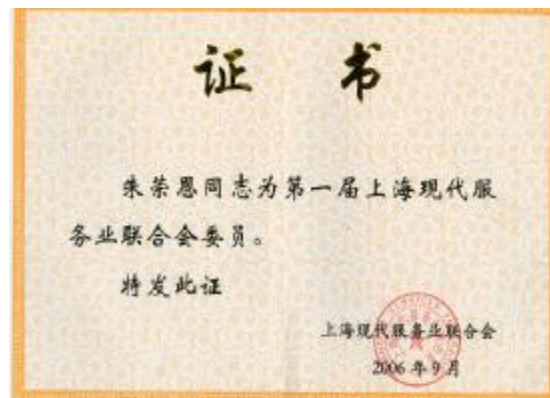 证书
朱荣恩同志为第一届上海现代服
务业联合会委员。
特发此证
上海现代服务业联合会
2006年9月